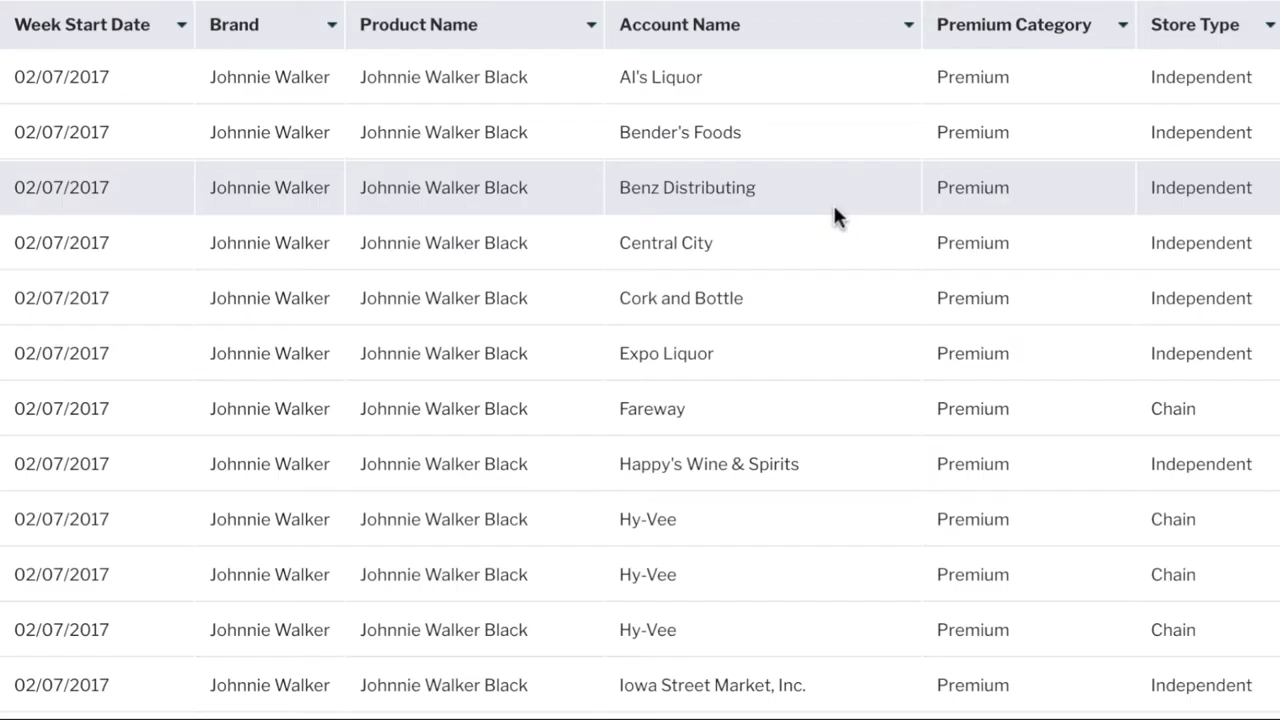 Week Start Date Brand Product Name Account Name Premium Category Store Type
02/07/2017 Johnnie Walker Johnnie Walker Black Al's Liquor Premium Independent
02/07/2017 Johnnie Walker Johnnie Walker Black Bender's Foods Premium Independent
02/07/2017 Johnnie Walker Johnnie Walker Black Benz Distributing Premium Independent
02/07/2017 Johnnie Walker Johnnie Walker Black Central City Premium Independent
02/07/2017 Johnnie Walker Johnnie Walker Black Cork and Bottle Premium Independent
02/07/2017 Johnnie Walker Johnnie Walker Black Expo Liquor Premium Independent
02/07/2017 Johnnie Walker Johnnie Walker Black Fareway Premium Chain
02/07/2017 Johnnie Walker Johnnie Walker Black Happy's Wine & Spirits Premium Independent
02/07/2017 Johnnie Walker Johnnie Walker Black Hy-Vee Premium Chain
02/07/2017 Johnnie Walker Johnnie Walker Black Hy-Vee Premium Chain
02/07/2017 Johnnie Walker Johnnie Walker Black Hy-Vee Premium Chain
02/07/2017 Johnnie Walker Johnnie Walker Black Iowa Street Market, Inc. Premium Independent